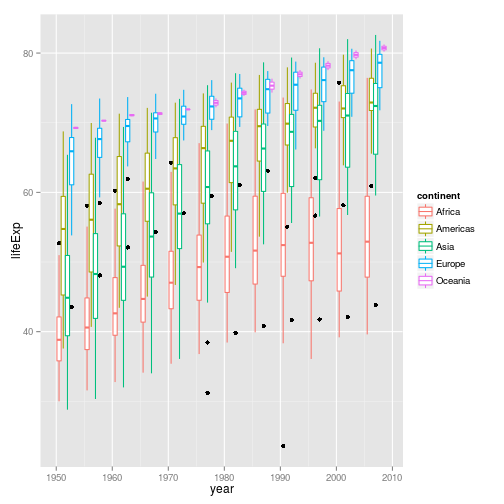 80
60
40
lifeExp
1950 1960 1970 1980 1990 2000 2010
year
continent
Africa
Americas
Asia
Europe
Oceania